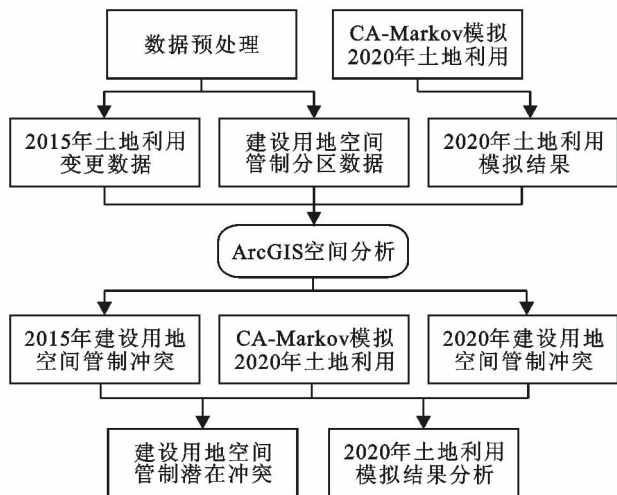 数据预处理
CA-Markov模拟
2020年土地利用
2015年土地利用
变更数据
建设用地空间
管制分区数据
2020年土地利用
模拟结果
ArcGIS空间分析
2015年建设用地
空间管制冲突
CA-Markov模拟
2020年土地利用
2020年建设用地
空间管制冲突
建设用地空间
管制潜在冲突
2020年土地利用
模拟结果分析